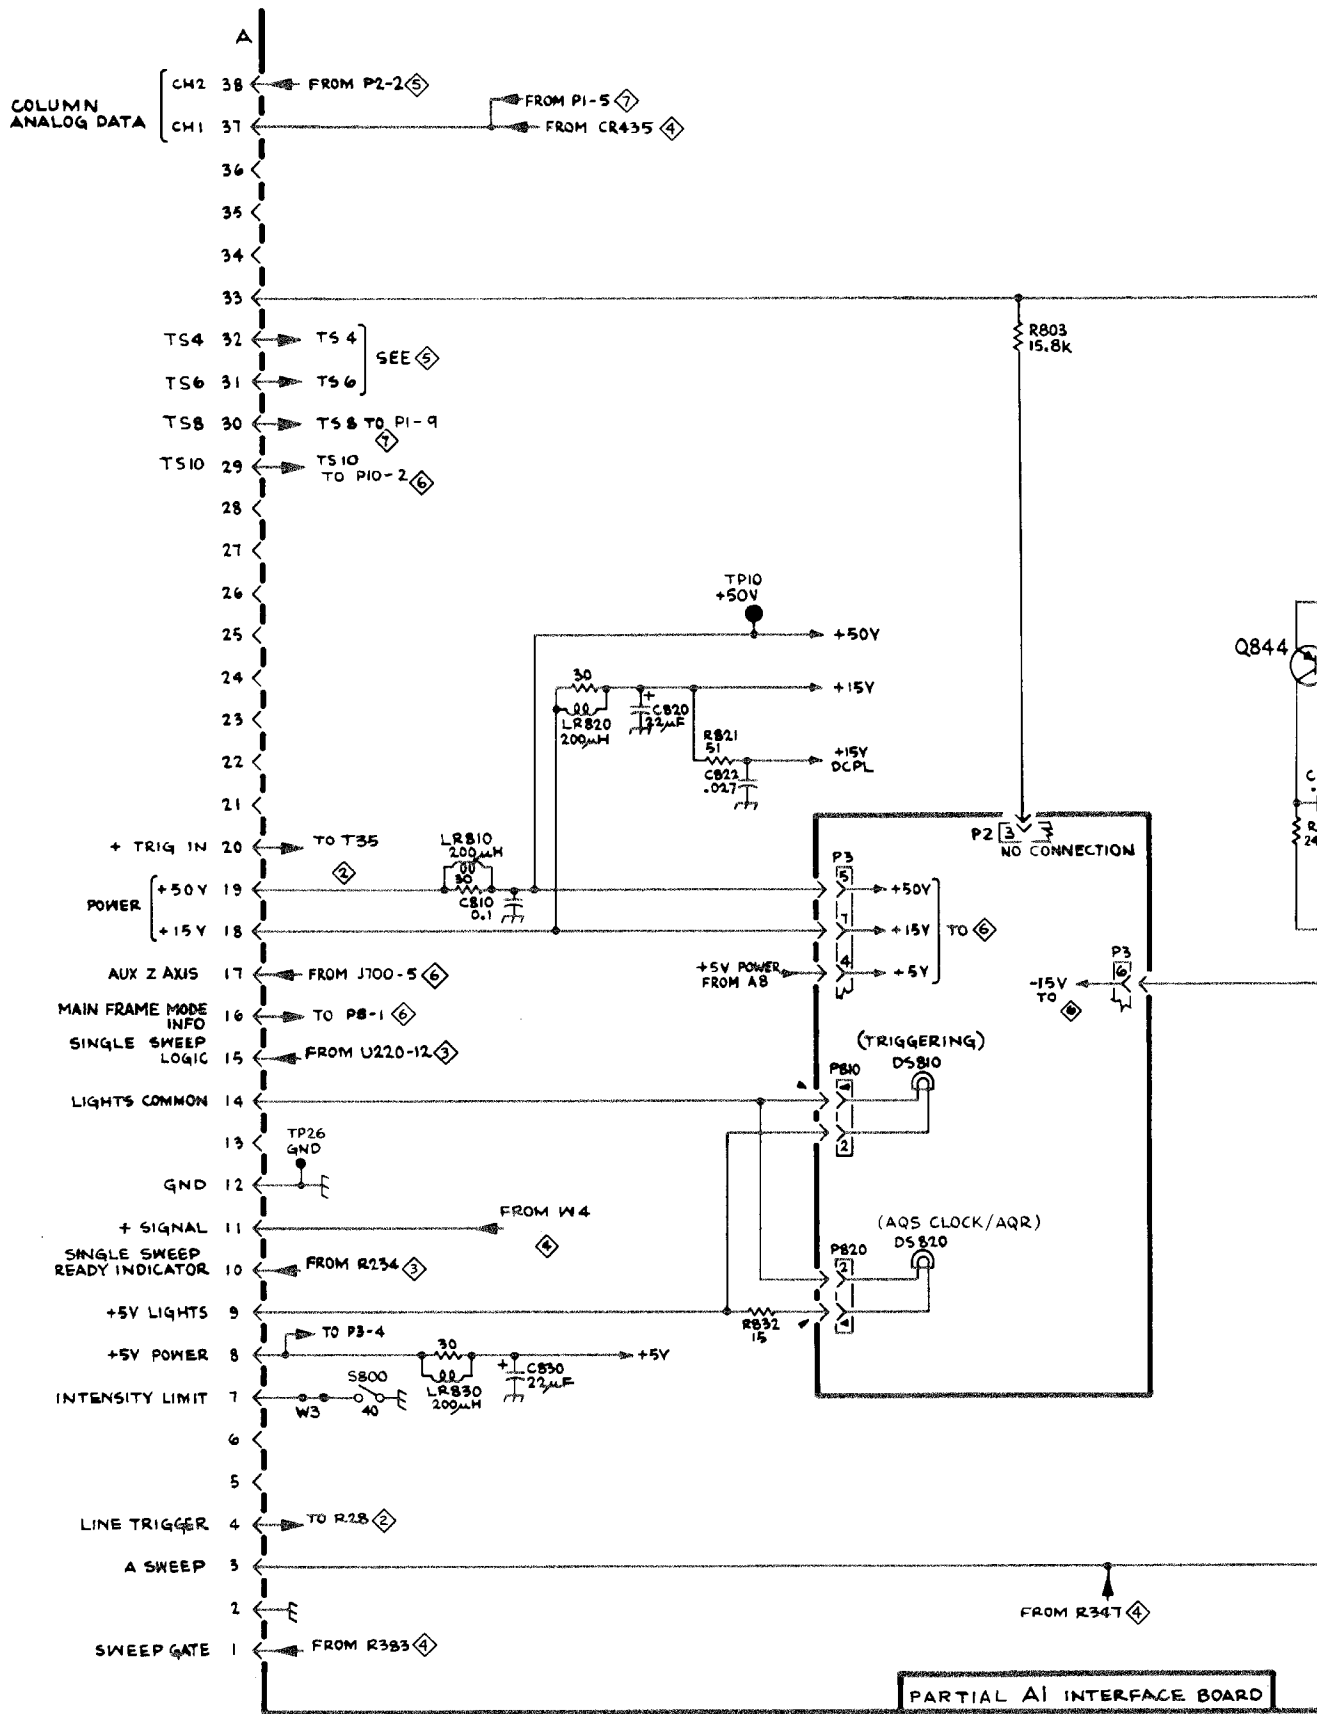 A
COLUMN
ANALOG DATA
CH2 38 FROM P2-2 5
FROM P1-5 7
CH1 37 FROM CR435 4
36
35
34
33
R803
15.8K
TS4 32 TS4
SEE 5
TS6 31 TS6
TS8 30 TS8 TO P1-9
7
TS10 29 TS10
TO P10-2 6
28
27
26
TP10
+50V
25 +50V
Q844
24 30 +15V
C820
22µF
LR820
200µH
23
R821
51
22 +15V
DCPL
C822
.027
21
C
R
24
P2 3
NO CONNECTION
+ TRIG IN 20 TO T35
2
LR810
200µH
30
C810
0.1
POWER
+50V 19
P3
5 +50V
+15V 18 7 +15V
TO 6
+5V POWER
FROM A8
4 +5V
P3
6
-15V
TO
AUX Z AXIS 17 FROM J700-5 6
MAIN FRAME MODE
INFO 16 TO P8-1 6
SINGLE SWEEP
LOGIC 15 FROM U220-12 3
(TRIGGERING)
DS810
P810
4
2
LIGHTS COMMON 14
13
TP26
GND
GND 12
+ SIGNAL 11
FROM W4
4
(AQS CLOCK/AQR)
DS820
P820
2
4
SINGLE SWEEP
READY INDICATOR 10 FROM R234 3
+5V LIGHTS 9
R832
15
TO P3-4
+5V POWER 8 30 +5V
LR830
200µH
C830
22µF
S800
INTENSITY LIMIT 7
W3 40
6
5
LINE TRIGGER 4 TO R28 2
A SWEEP 3
FROM R347 4
2
SWEEP GATE 1 FROM R383 4
PARTIAL A1 INTERFACE BOARD